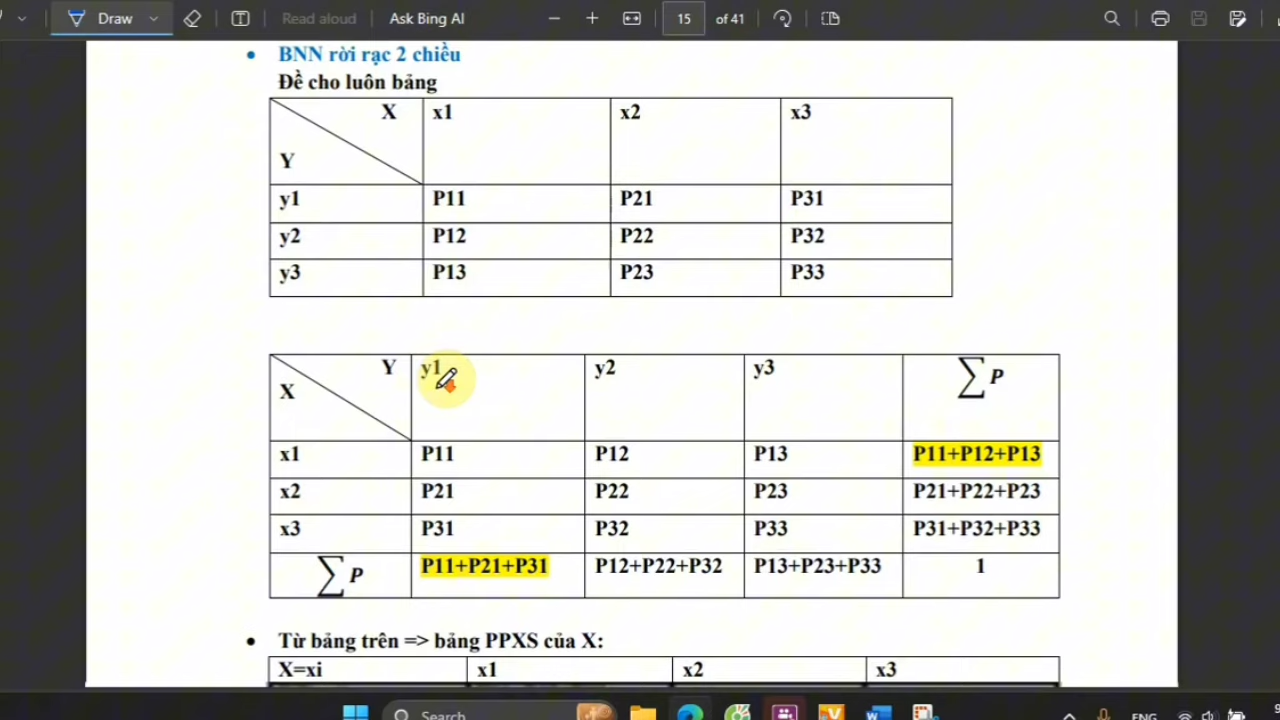 Draw
Read aloud
Ask Bing AI
15 of 41
BNN rời rạc 2 chiều
Đề cho luôn bảng
X x1 x2 x3
Y
y1 P11 P21 P31
y2 P12 P22 P32
y3 P13 P23 P33
Y y1 y2 y3 ∑P
X
x1 P11 P12 P13 P11+P12+P13
x2 P21 P22 P23 P21+P22+P23
x3 P31 P32 P33 P31+P32+P33
∑P P11+P21+P31 P12+P22+P32 P13+P23+P33 1
Từ bảng trên => bảng PPXS của X:
X=xi x1 x2 x3
Search
ENG